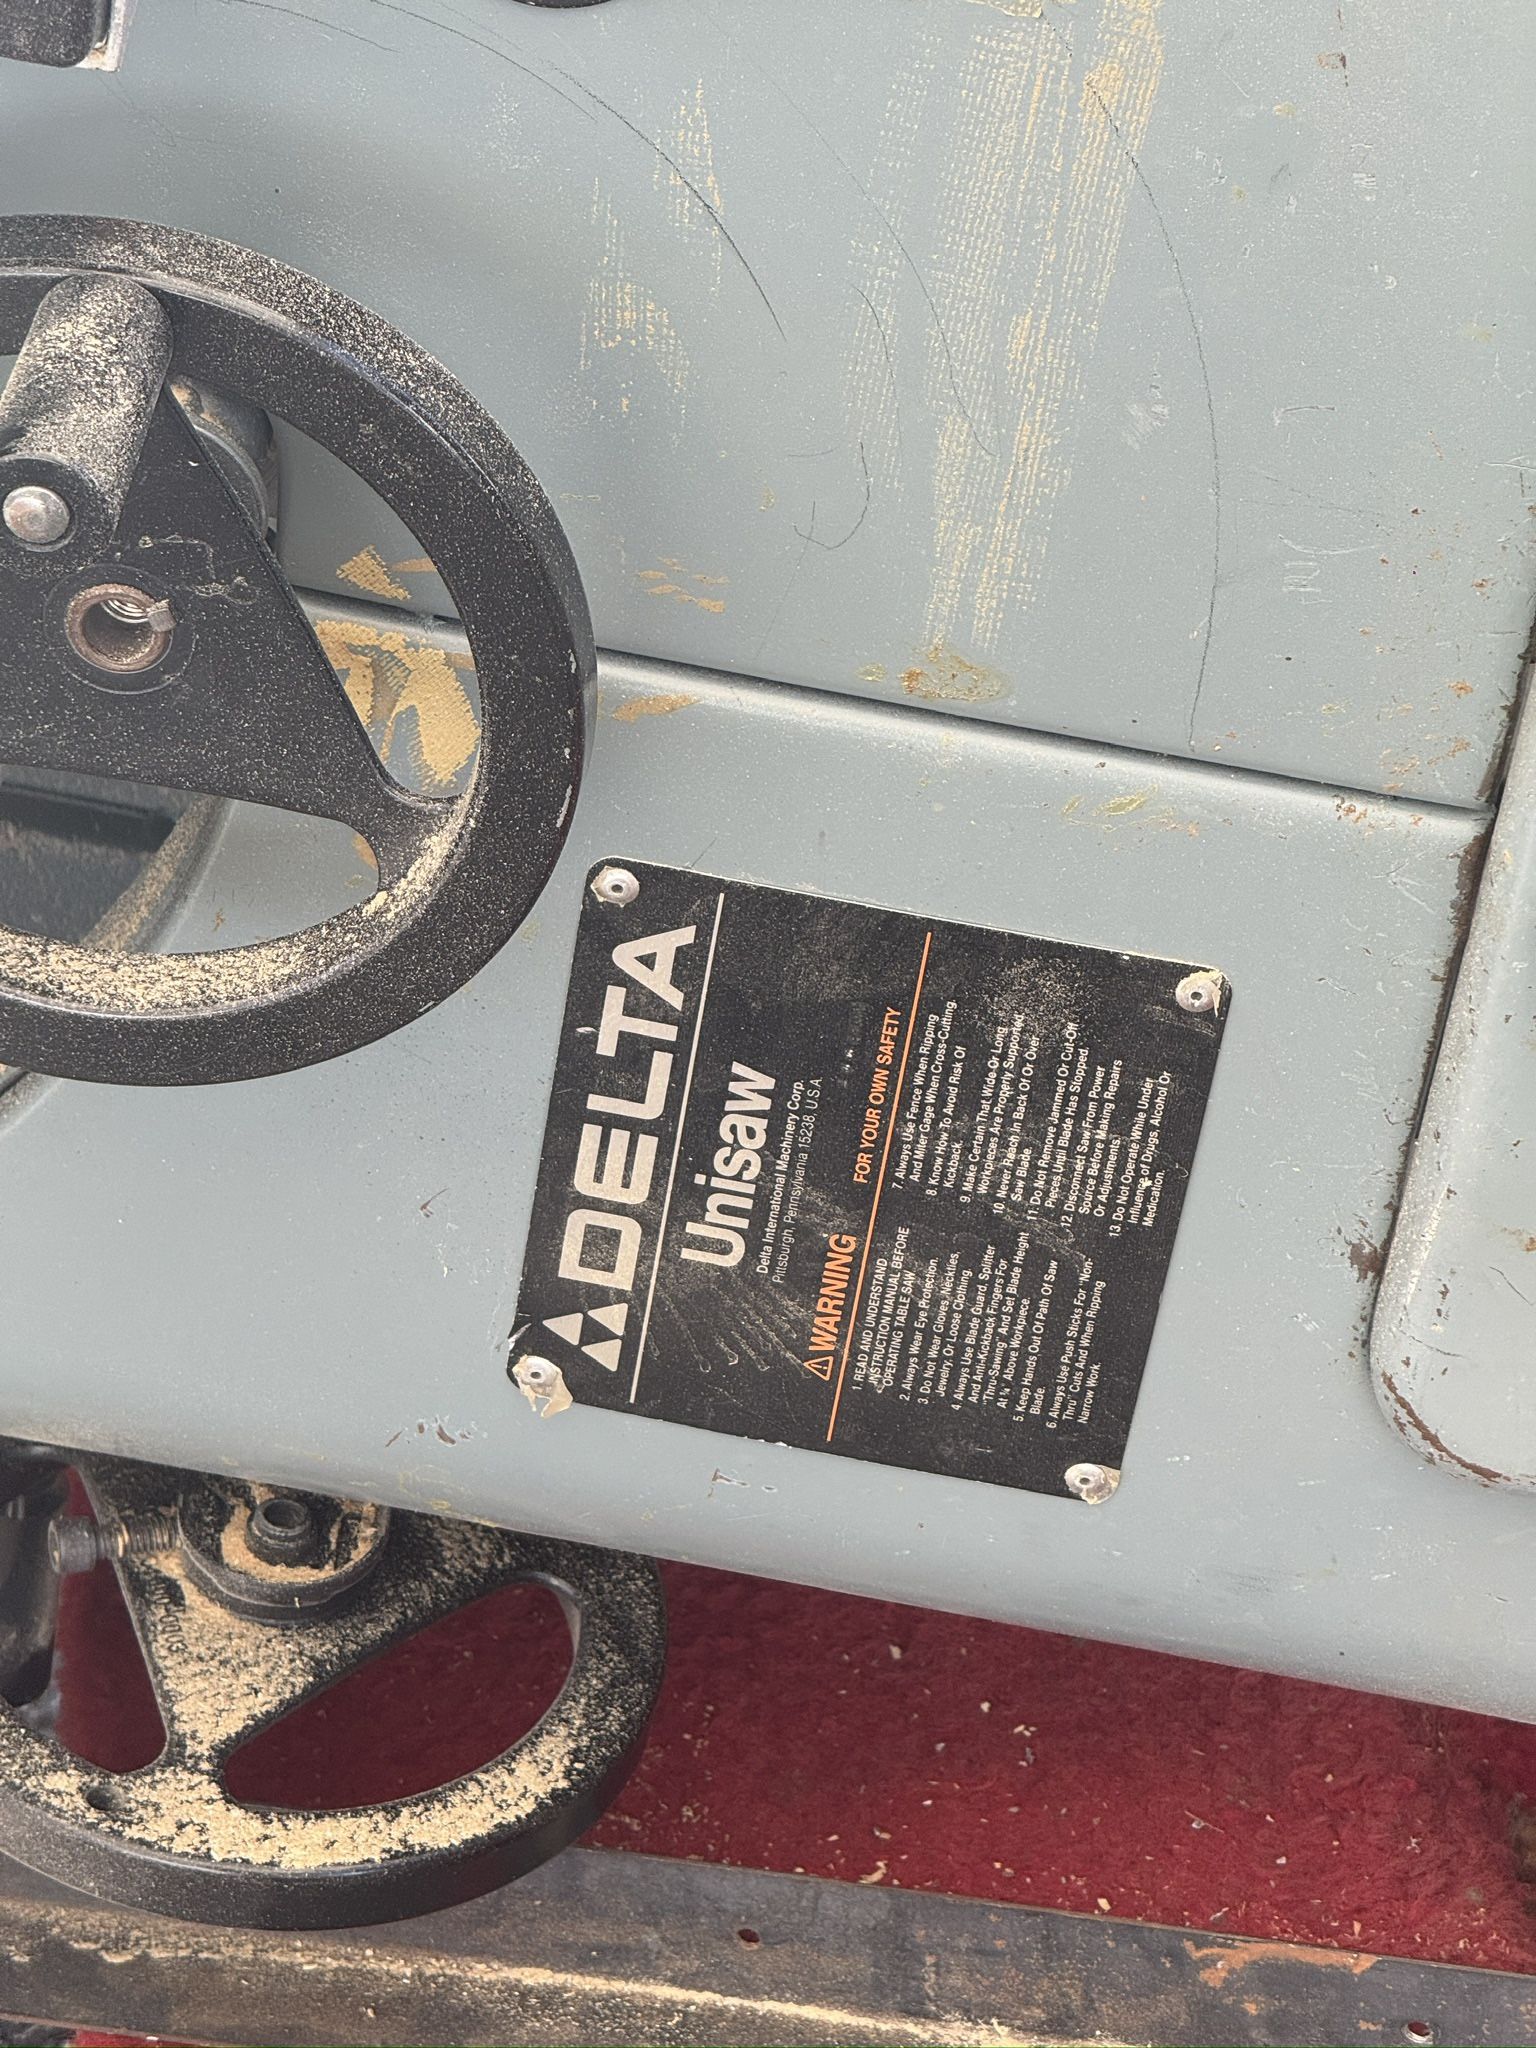 DELTA
Unisaw
Delta International Machinery Corp.
Pittsburgh, Pennsylvania 15238, U.S.A.
WARNING
FOR YOUR OWN SAFETY
1. READ AND UNDERSTAND
INSTRUCTION MANUAL BEFORE
OPERATING TABLE SAW.
2. Always Wear Eye Protection.
3. Do Not Wear Gloves, Neckties,
Jewelry, Or Loose Clothing.
4. Always Use Blade Guard, Splitter
And Anti-Kickback Fingers For
"Thru-Sawing" And Set Blade Height
At ⅛" Above Workpiece.
5. Keep Hands Out Of Path Of Saw
Blade.
6. Always Use Push Sticks For "Non-
Thru" Cuts And When Ripping
Narrow Work.
7. Always Use Fence When Ripping
And Miter Gage When Cross-Cutting.
8. Know How To Avoid Risk Of
Kickback.
9. Make Certain That Wide Or Long
Workpieces Are Properly Supported.
10. Never Reach in Back Of Or Over
Saw Blade.
11. Do Not Remove Jammed Or Cut-Off
Pieces Until Blade Has Stopped.
12. Disconnect Saw From Power
Source Before Making Repairs
Or Adjustments.
13. Do Not Operate While Under
Influence of Drugs, Alcohol Or
Medication.